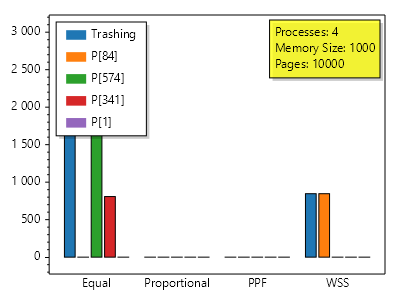 3 000
2 500
2 000
1 500
1 000
500
0
Trashing
P[84]
P[574]
P[341]
P[1]
Processes: 4
Memory Size: 1000
Pages: 10000
Equal
Proportional
PPF
WSS